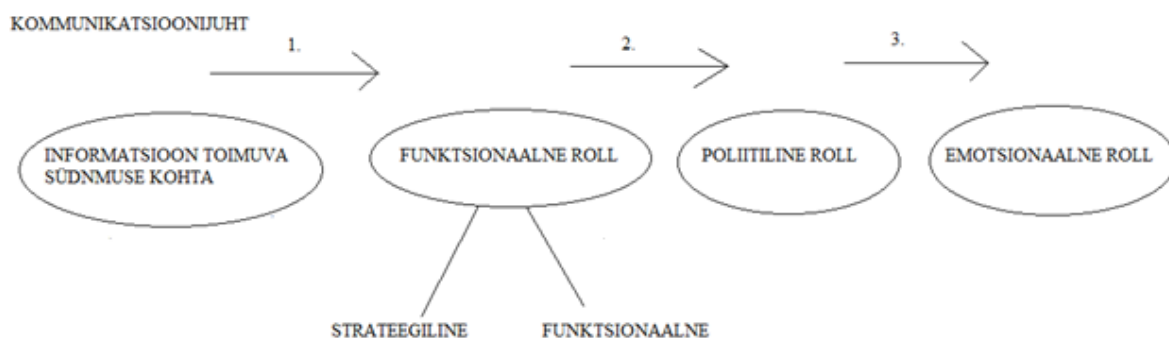 KOMMUNIKATSIOONIJUHT
1.
2.
3.
INFORMATSIOON TOIMUVA
SÜDNMUSE KOHTA
FUNKTSIONAALNE ROLL
POLIITILINE ROLL
EMOTSIONAALNE ROLL
STRATEEGILINE
FUNKTSIONAALNE